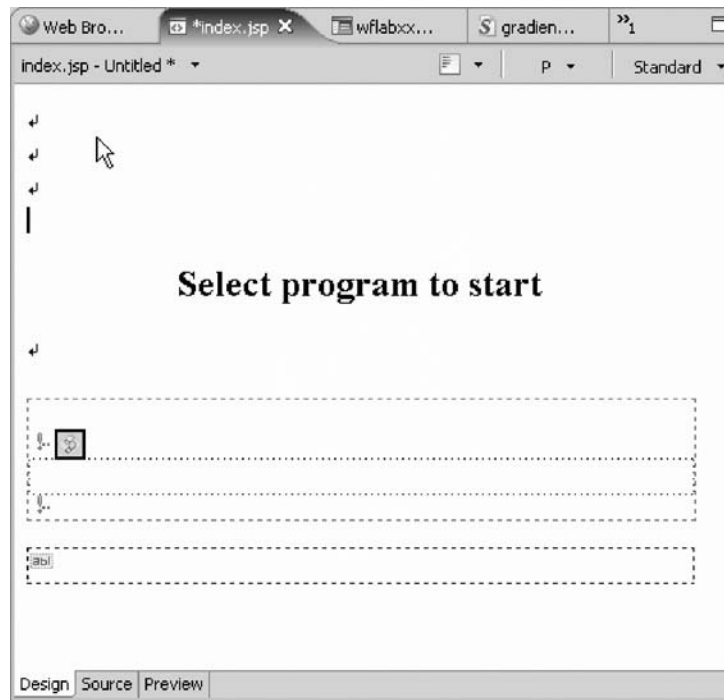 Web Bro... *index.jsp wflabxx... gradien... »1
index.jsp - Untitled * P Standard
Select program to start
abl
Design Source Preview